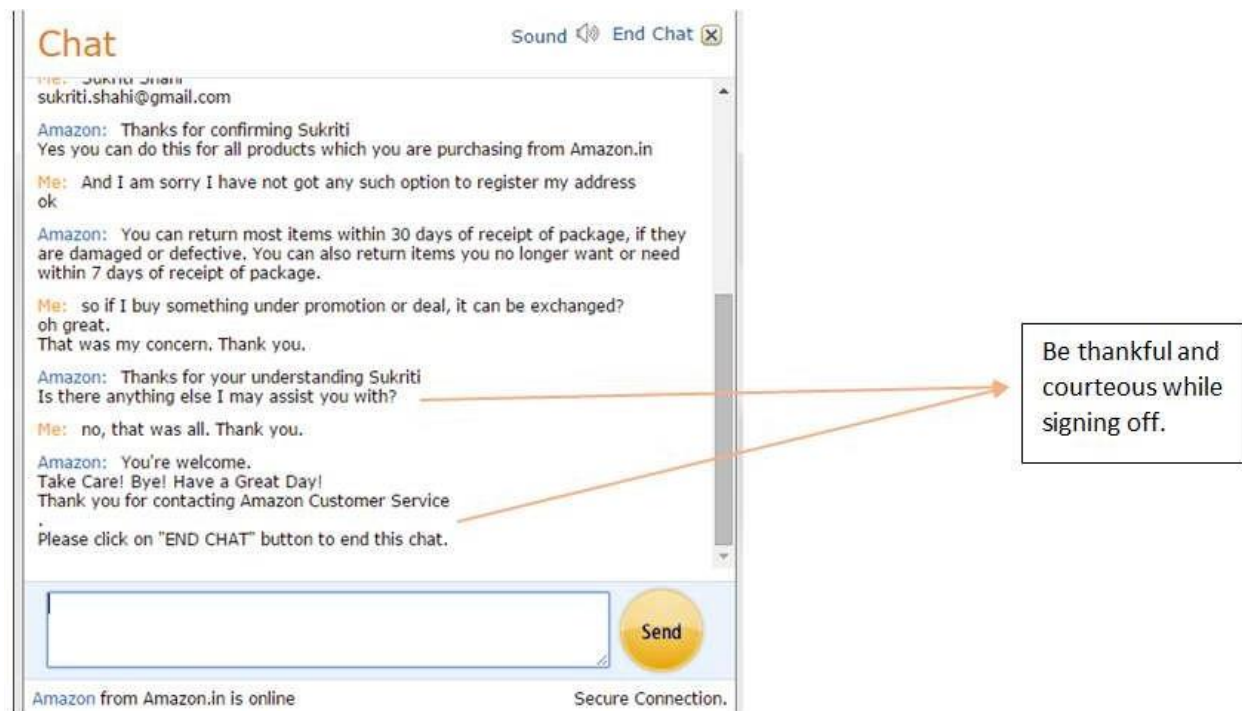 Chat
Sound End Chat
Me: Sukriti Shahi
sukriti.shahi@gmail.com
Amazon: Thanks for confirming Sukriti
Yes you can do this for all products which you are purchasing from Amazon.in
Me: And I am sorry I have not got any such option to register my address
ok
Amazon: You can return most items within 30 days of receipt of package, if they
are damaged or defective. You can also return items you no longer want or need
within 7 days of receipt of package.
Me: so if I buy something under promotion or deal, it can be exchanged?
oh great.
That was my concern. Thank you.
Amazon: Thanks for your understanding Sukriti
Is there anything else I may assist you with?
Me: no, that was all. Thank you.
Amazon: You're welcome.
Take Care! Bye! Have a Great Day!
Thank you for contacting Amazon Customer Service
.
Please click on "END CHAT" button to end this chat.
Send
Amazon from Amazon.in is online
Secure Connection.
Be thankful and
courteous while
signing off.